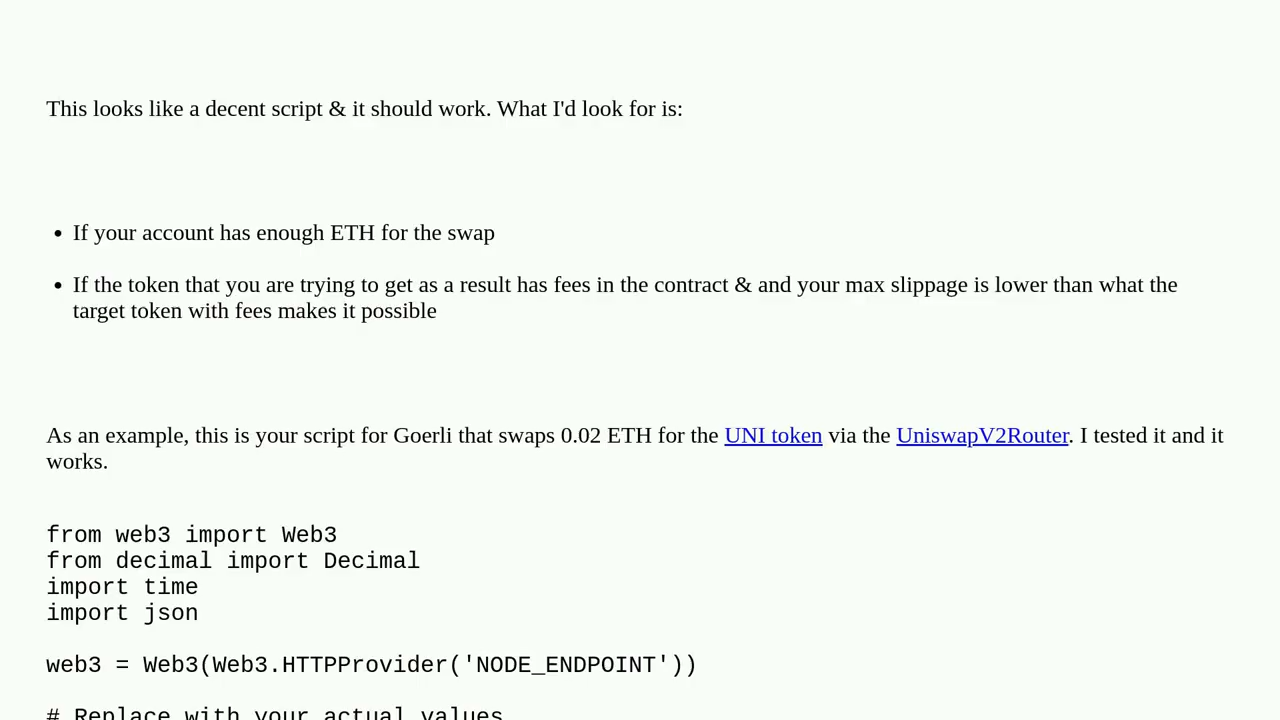 This looks like a decent script & it should work. What I'd look for is:
• If your account has enough ETH for the swap
• If the token that you are trying to get as a result has fees in the contract & and your max slippage is lower than what the
target token with fees makes it possible
As an example, this is your script for Goerli that swaps 0.02 ETH for the UNI token via the UniswapV2Router. I tested it and it
works.
from web3 import Web3
from decimal import Decimal
import time
import json
web3 = Web3(Web3.HTTPProvider('NODE_ENDPOINT'))
# Replace with your actual values